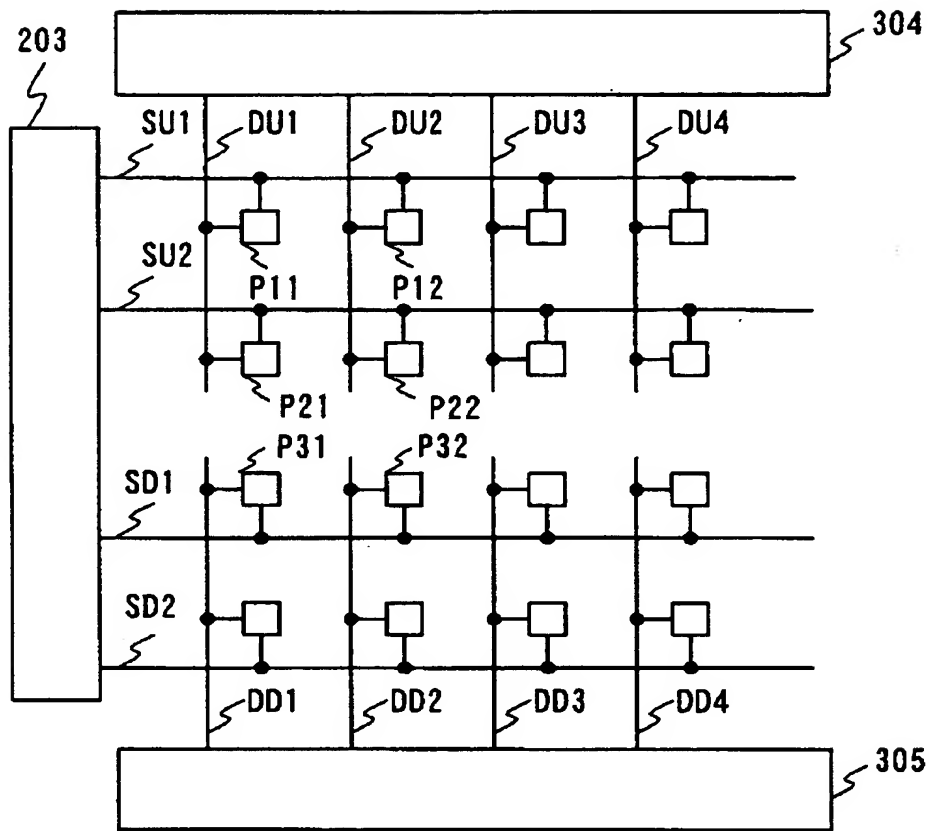 203
304
SU1
DU1
DU2
DU3
DU4
SU2
P11
P12
P21
P22
P31
P32
SD1
SD2
DD1
DD2
DD3
DD4
305